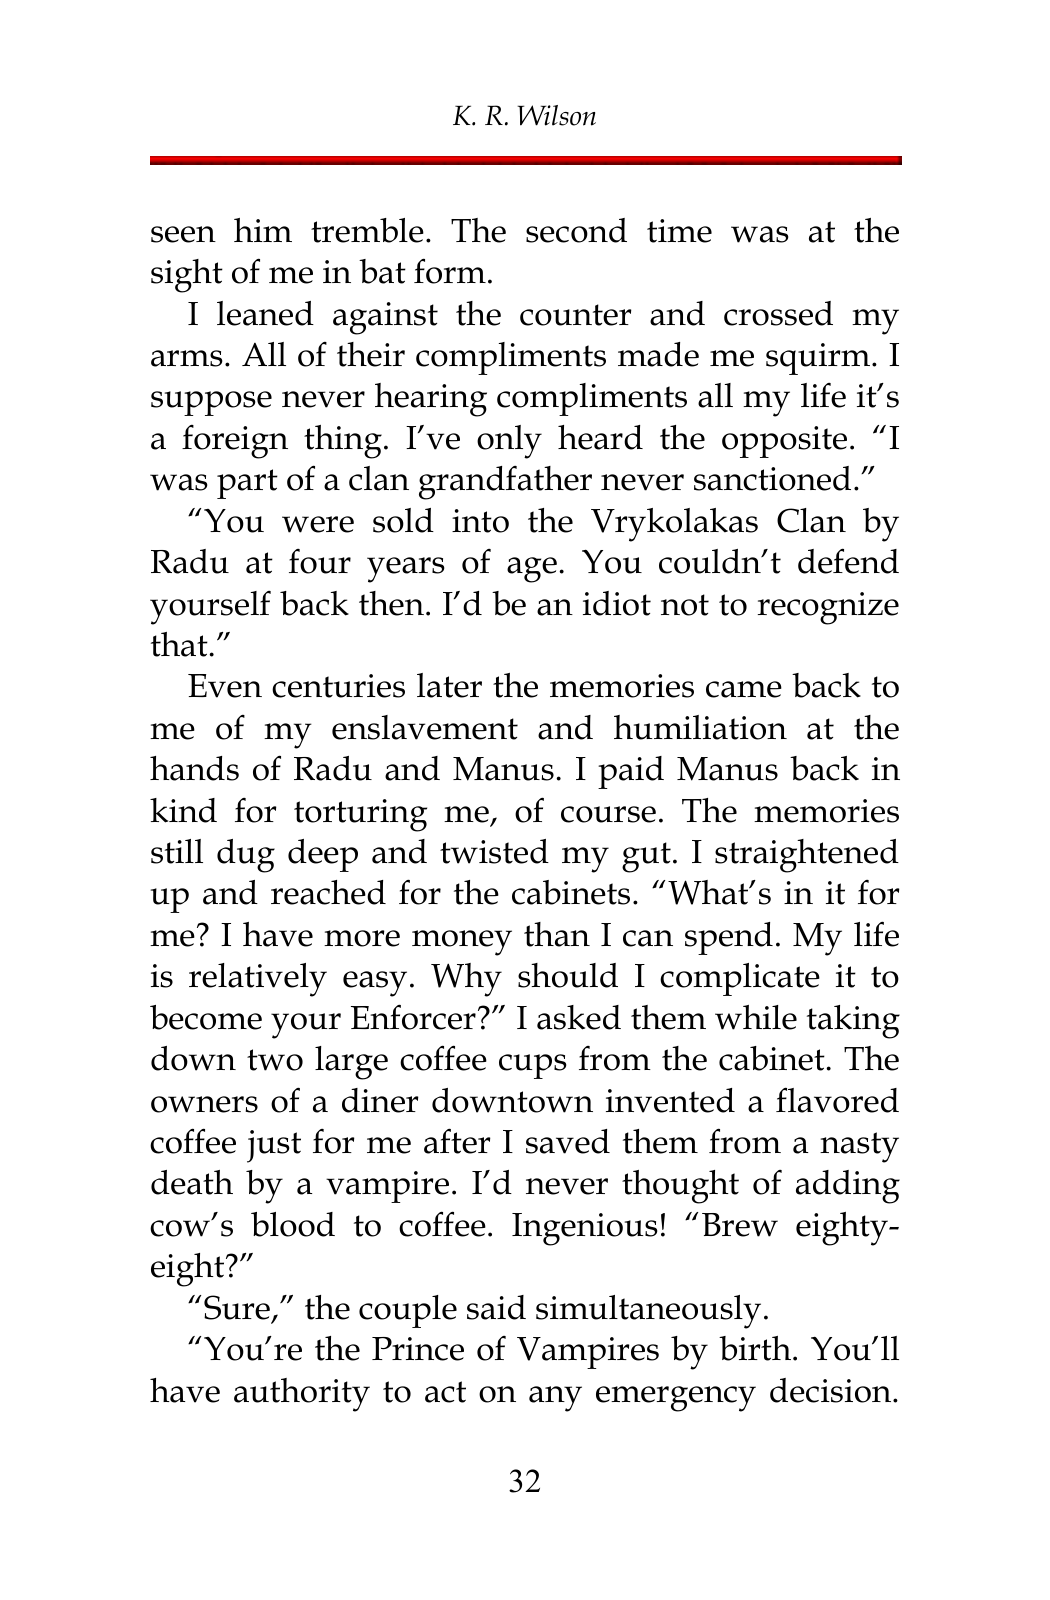 K. R. Wilson
seen him tremble. The second time was at the
sight of me in bat form.
I leaned against the counter and crossed my
arms. All of their compliments made me squirm. I
suppose never hearing compliments all my life it’s
a foreign thing. I’ve only heard the opposite. “I
was part of a clan grandfather never sanctioned.”
“You were sold into the Vrykolakas Clan by
Radu at four years of age. You couldn’t defend
yourself back then. I’d be an idiot not to recognize
that.”
Even centuries later the memories came back to
me of my enslavement and humiliation at the
hands of Radu and Manus. I paid Manus back in
kind for torturing me, of course. The memories
still dug deep and twisted my gut. I straightened
up and reached for the cabinets. “What’s in it for
me? I have more money than I can spend. My life
is relatively easy. Why should I complicate it to
become your Enforcer?” I asked them while taking
down two large coffee cups from the cabinet. The
owners of a diner downtown invented a flavored
coffee just for me after I saved them from a nasty
death by a vampire. I’d never thought of adding
cow’s blood to coffee. Ingenious! “Brew eighty-
eight?”
“Sure,” the couple said simultaneously.
“You’re the Prince of Vampires by birth. You’ll
have authority to act on any emergency decision.
32